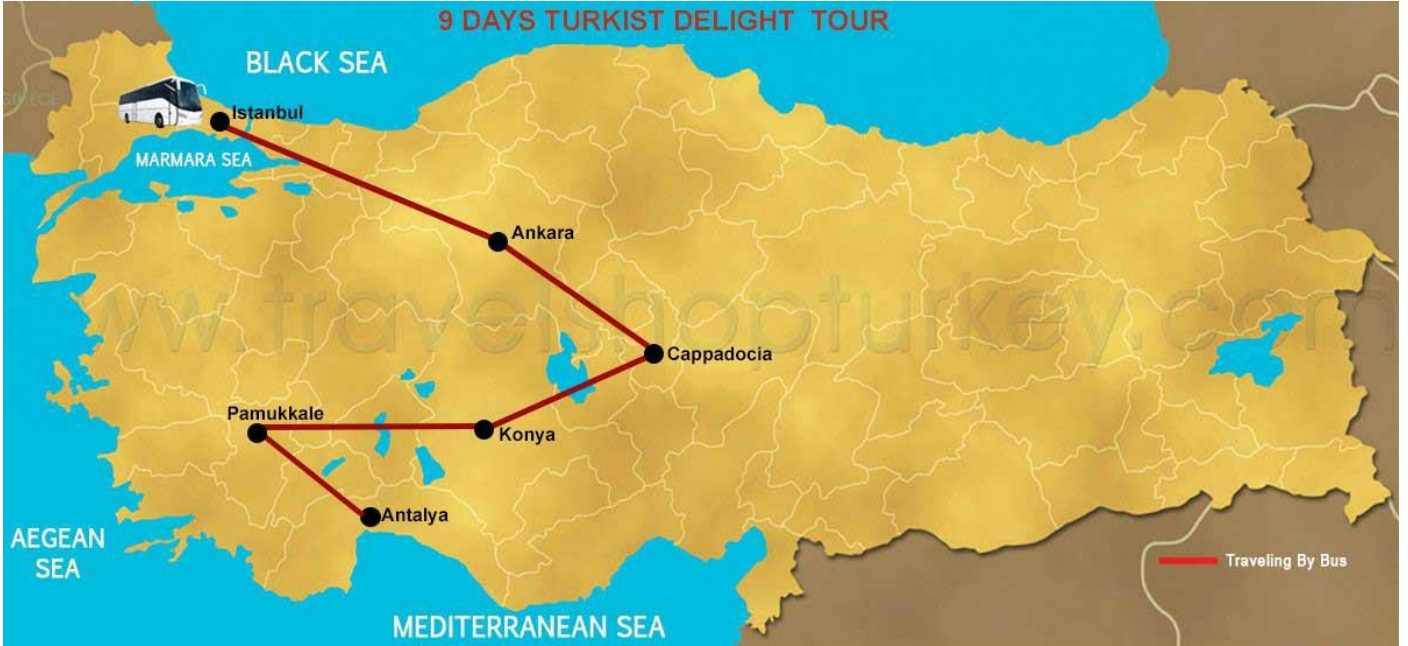 9 DAYS TURKIST DELIGHT TOUR
BLACK SEA
Istanbul
MARMARA SEA
Ankara
www.travelshopturkey.com
Cappadocia
Pamukkale
Konya
Antalya
AEGEAN
SEA
Traveling By Bus
MEDITERRANEAN SEA